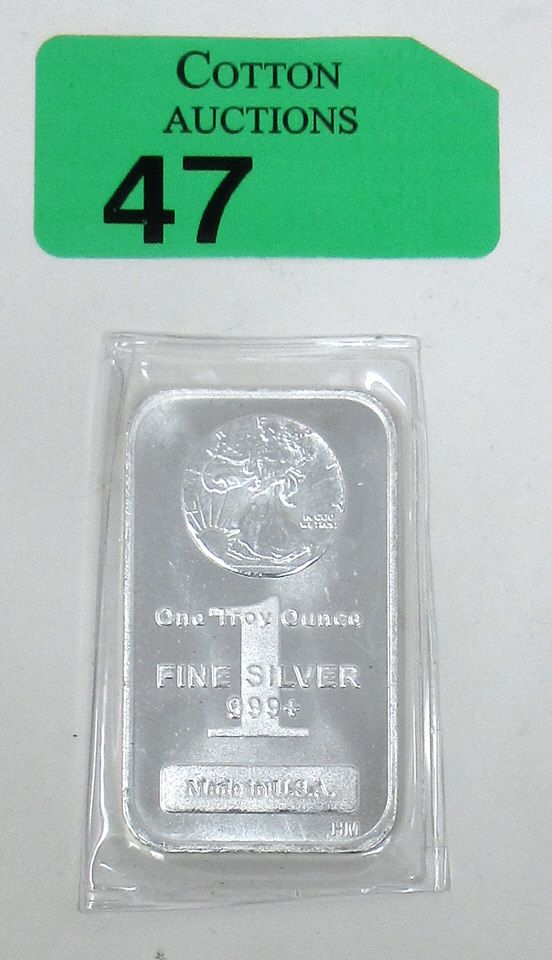 COTTON
AUCTIONS
47
One Troy Ounce
1
FINE SILVER
999+
Made in U.S.A.
HM